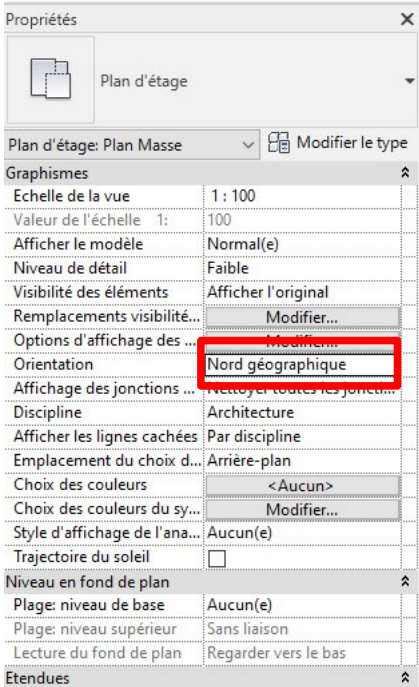 Propriétés
Plan d'étage
Plan d'étage: Plan Masse Modifier le type
Graphismes
Echelle de la vue 1 : 100
Valeur de l'échelle 1: 100
Afficher le modèle Normal(e)
Niveau de détail Faible
Visibilité des éléments Afficher l'original
Remplacements visibilité... Modifier...
Options d'affichage des ... Modifier...
Orientation Nord géographique
Affichage des jonctions ... Nettoyer toutes les joncti...
Discipline Architecture
Afficher les lignes cachées Par discipline
Emplacement du choix d... Arrière-plan
Choix des couleurs <Aucun>
Choix des couleurs du sy... Modifier...
Style d'affichage de l'ana... Aucun(e)
Trajectoire du soleil
Niveau en fond de plan
Plage: niveau de base Aucun(e)
Plage: niveau supérieur Sans liaison
Lecture du fond de plan Regarder vers le bas
Etendues